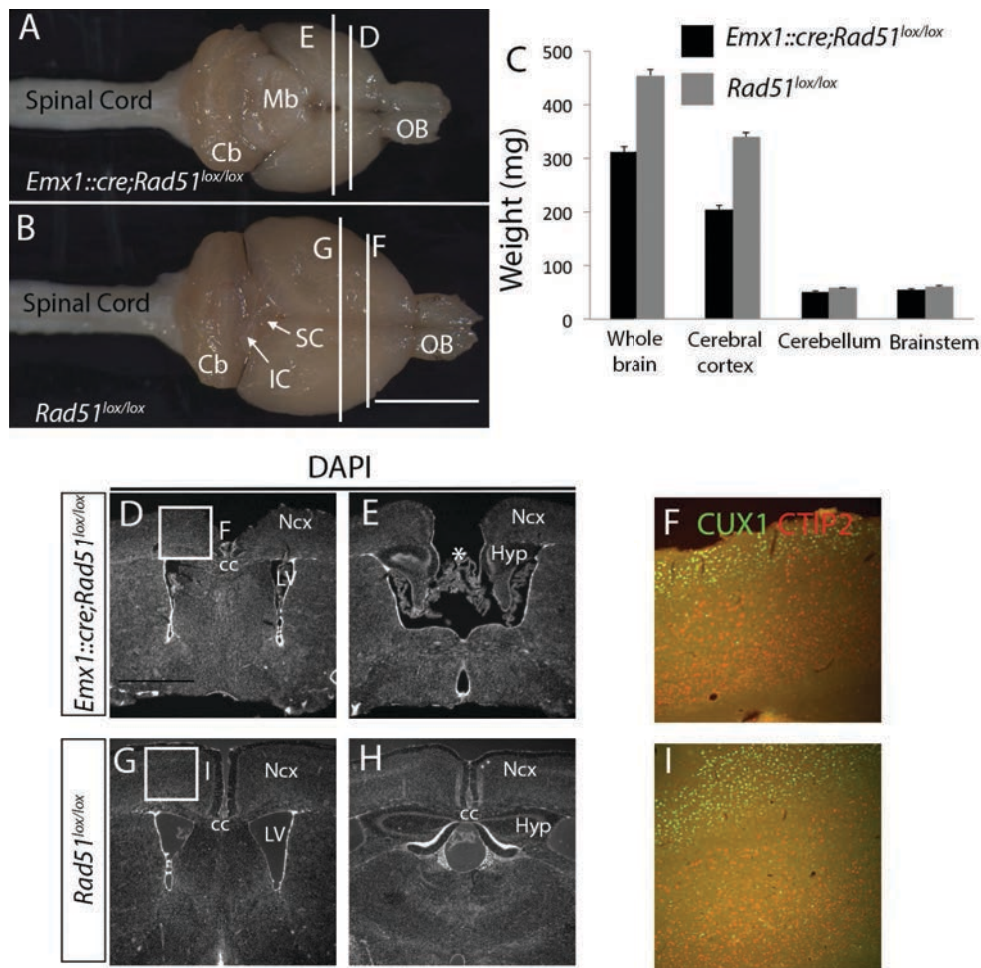 A
E
D
Spinal Cord
Mb
OB
Cb
Emx1::cre;Rad51lox/lox
B
G
F
Spinal Cord
SC
OB
Cb
IC
Rad51lox/lox
C
Emx1::cre;Rad51lox/lox
Rad51lox/lox
Weight (mg)
500
400
300
200
100
0
Whole brain
Cerebral cortex
Cerebellum
Brainstem
DAPI
Emx1::cre;Rad51lox/lox
D
F
Ncx
cc
LV
E
Ncx
*
Hyp
F CUX1 CTIP2
Rad51lox/lox
G
I
Ncx
cc
LV
H
Ncx
cc
Hyp
I